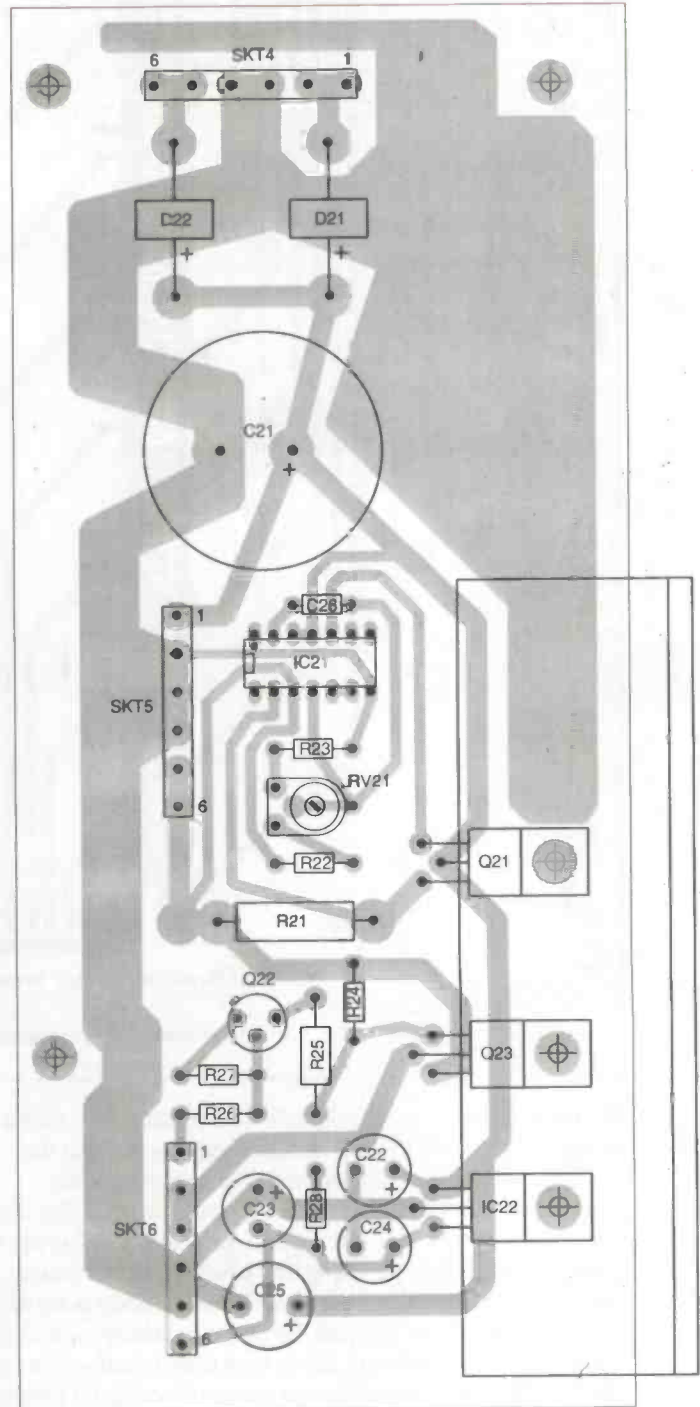 SKT4
6 1
D22 D21
+ +
C21
+
1
C26
IC21
SKT5
R23
RV21
6
Q21
R22
R21
Q22
R24
R25
Q23
R27
R26
1
C22
+
R28
IC22
C23
+
SKT6
C24
+
C25
+
6